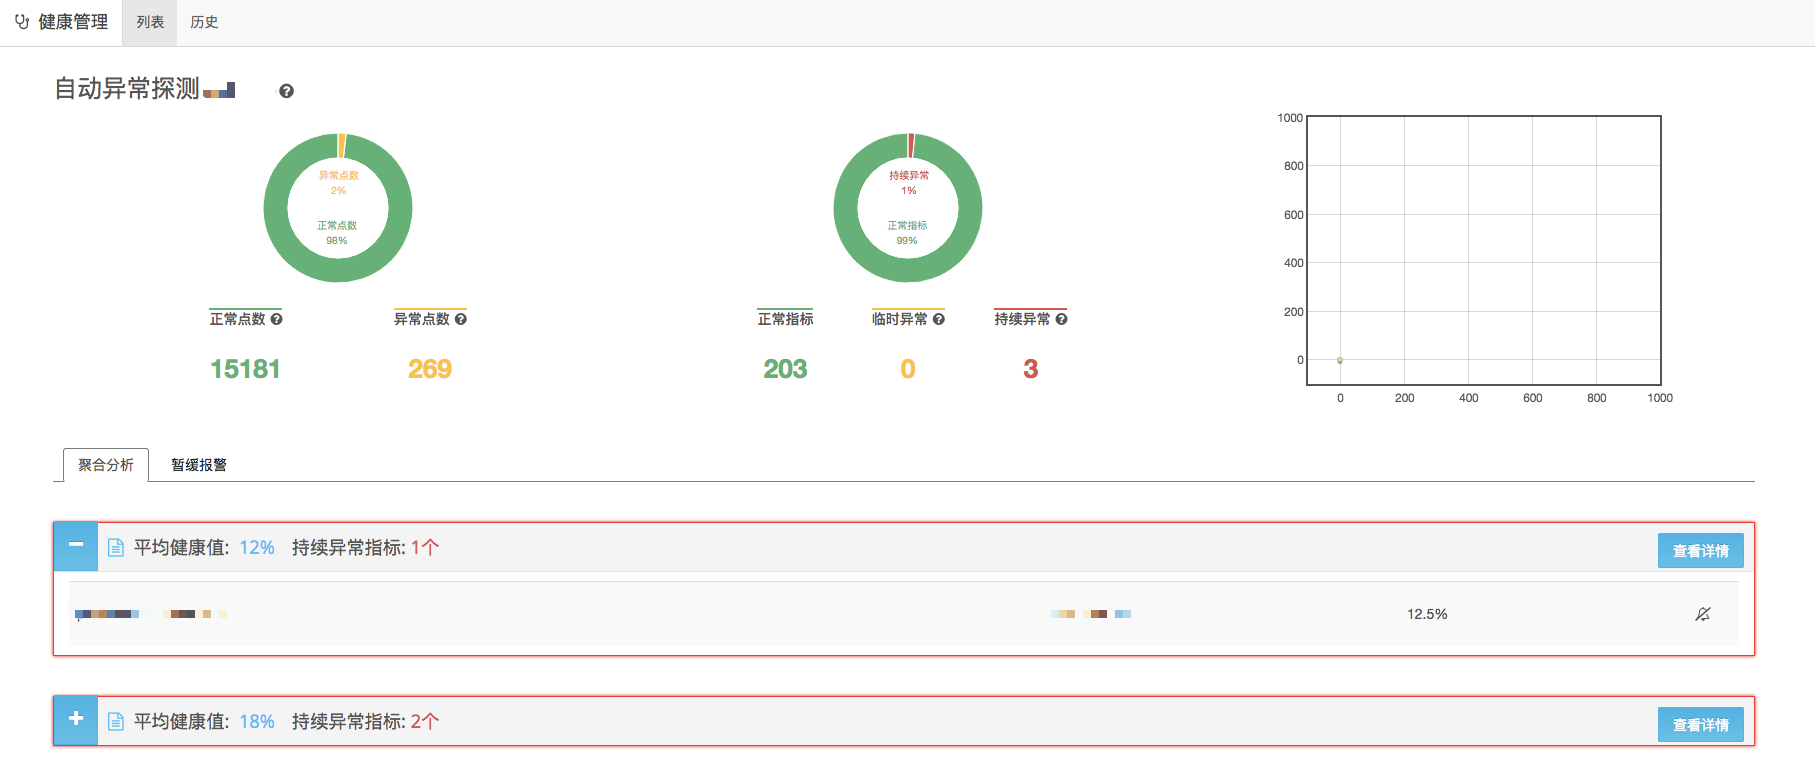 健康管理 列表 历史
自动异常探测
异常点数
2%
正常点数
98%
正常点数 异常点数
15181 269
持续异常
1%
正常指标
99%
正常指标 临时异常 持续异常
203 0 3
1000
800
600
400
200
0
0 200 400 600 800 1000
聚合分析 暂缓报警
平均健康值: 12% 持续异常指标: 1个 查看详情
12.5%
平均健康值: 18% 持续异常指标: 2个 查看详情